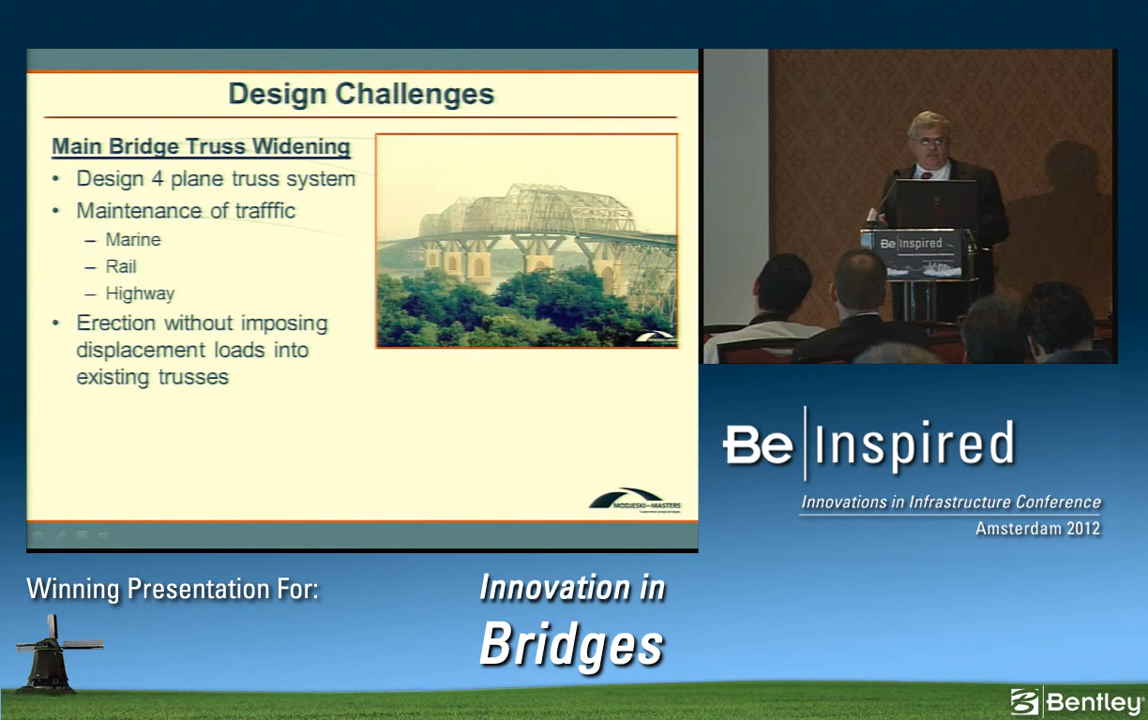 Design Challenges
Main Bridge Truss Widening
• Design 4 plane truss system
• Maintenance of trafffic
– Marine
– Rail
– Highway
• Erection without imposing
displacement loads into
existing trusses
MODJESKI and MASTERS
Be Inspired
Be Inspired
Innovations in Infrastructure Conference
Amsterdam 2012
Winning Presentation For:
Innovation in
Bridges
Bentley